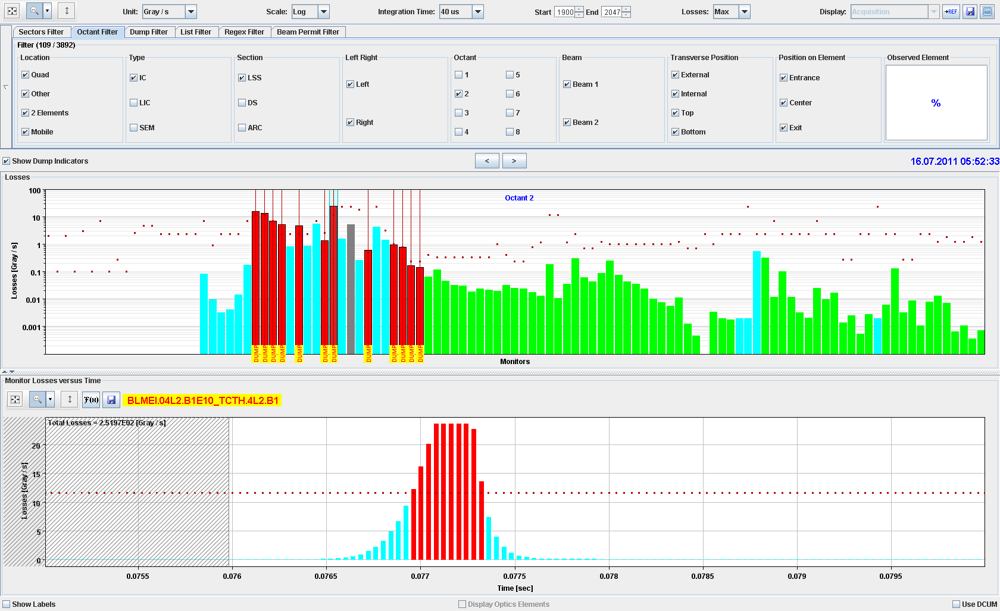 Unit: Gray / s Scale: Log Integration Time: 40 us Start 1900 End 2047 Losses: Max Display: Acquisition →REF
Sectors Filter Octant Filter Dump Filter List Filter Regex Filter Beam Permit Filter
Filter (109 / 3892)
Location Type Section Left Right Octant Beam Transverse Position Position on Element Observed Element
Quad IC LSS Left 1 5 Beam 1 External Entrance
Other LIC DS Right 2 6 Beam 2 Internal Center %
2 Elements SEM ARC 3 7 Top Exit
Mobile 4 8 Bottom
Show Dump Indicators < > 16.07.2011 05:52:33
Losses
Octant 2
Losses [Gray / s]
100
10
1
0.1
0.01
0.001
DUMP DUMP DUMP DUMP DUMP DUMP DUMP DUMP DUMP DUMP DUMP DUMP
Monitors
Monitor Losses versus Time
F(x) BLMEI.04L2.B1E10_TCTH.4L2.B1
Total Losses = 2.5197E02 [Gray / s]
Losses [Gray / s]
20
15
10
5
0
0.0755 0.076 0.0765 0.077 0.0775 0.078 0.0785 0.079 0.0795
Time [sec]
Show Labels Display Optics Elements Use DCUM